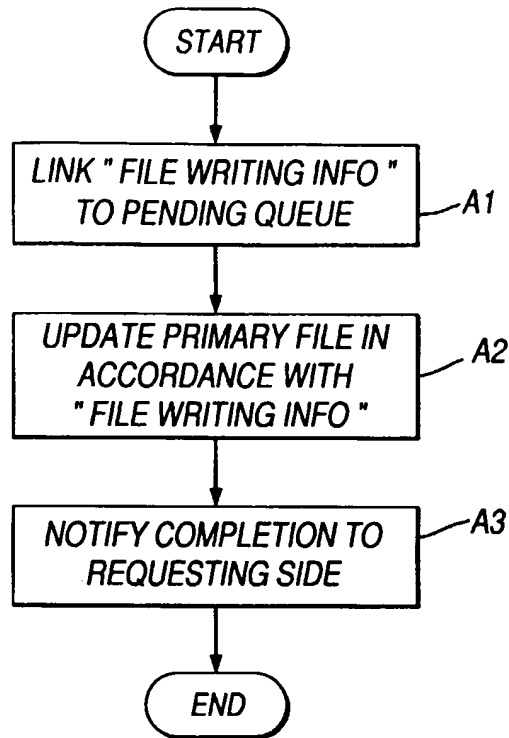 START
LINK " FILE WRITING INFO "
TO PENDING QUEUE
A1
UPDATE PRIMARY FILE IN
ACCORDANCE WITH
" FILE WRITING INFO "
A2
NOTIFY COMPLETION TO
REQUESTING SIDE
A3
END